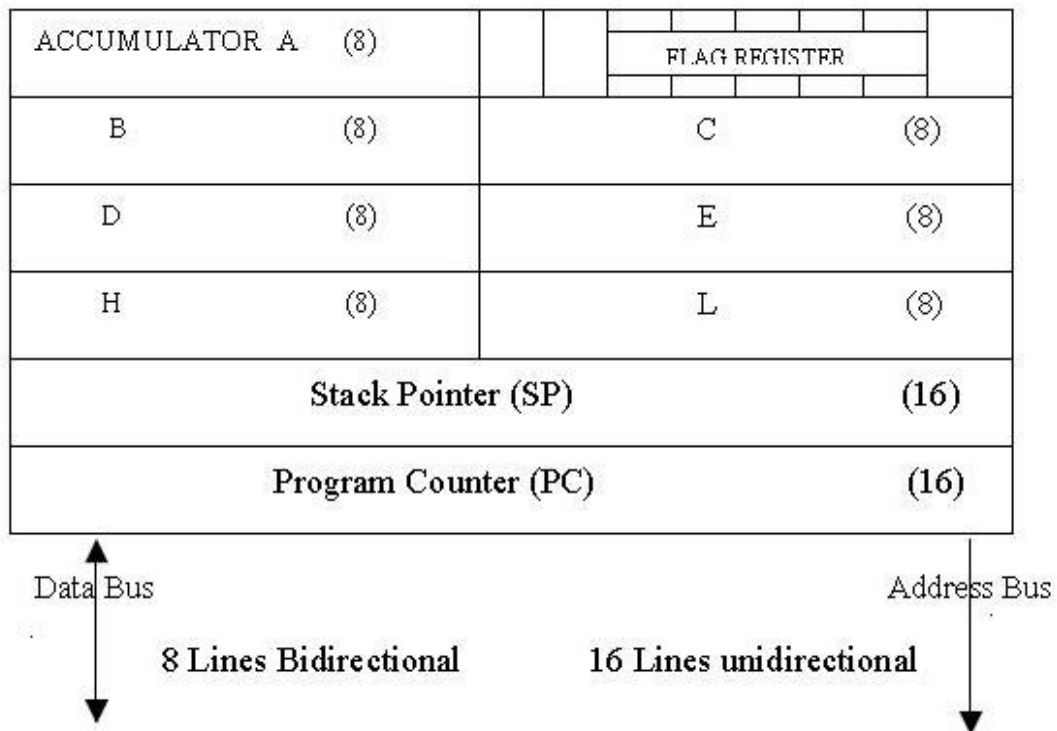 ACCUMULATOR A (8)
FLAG REGISTER
B (8) C (8)
D (8) E (8)
H (8) L (8)
Stack Pointer (SP) (16)
Program Counter (PC) (16)
Data Bus Address Bus
8 Lines Bidirectional 16 Lines unidirectional